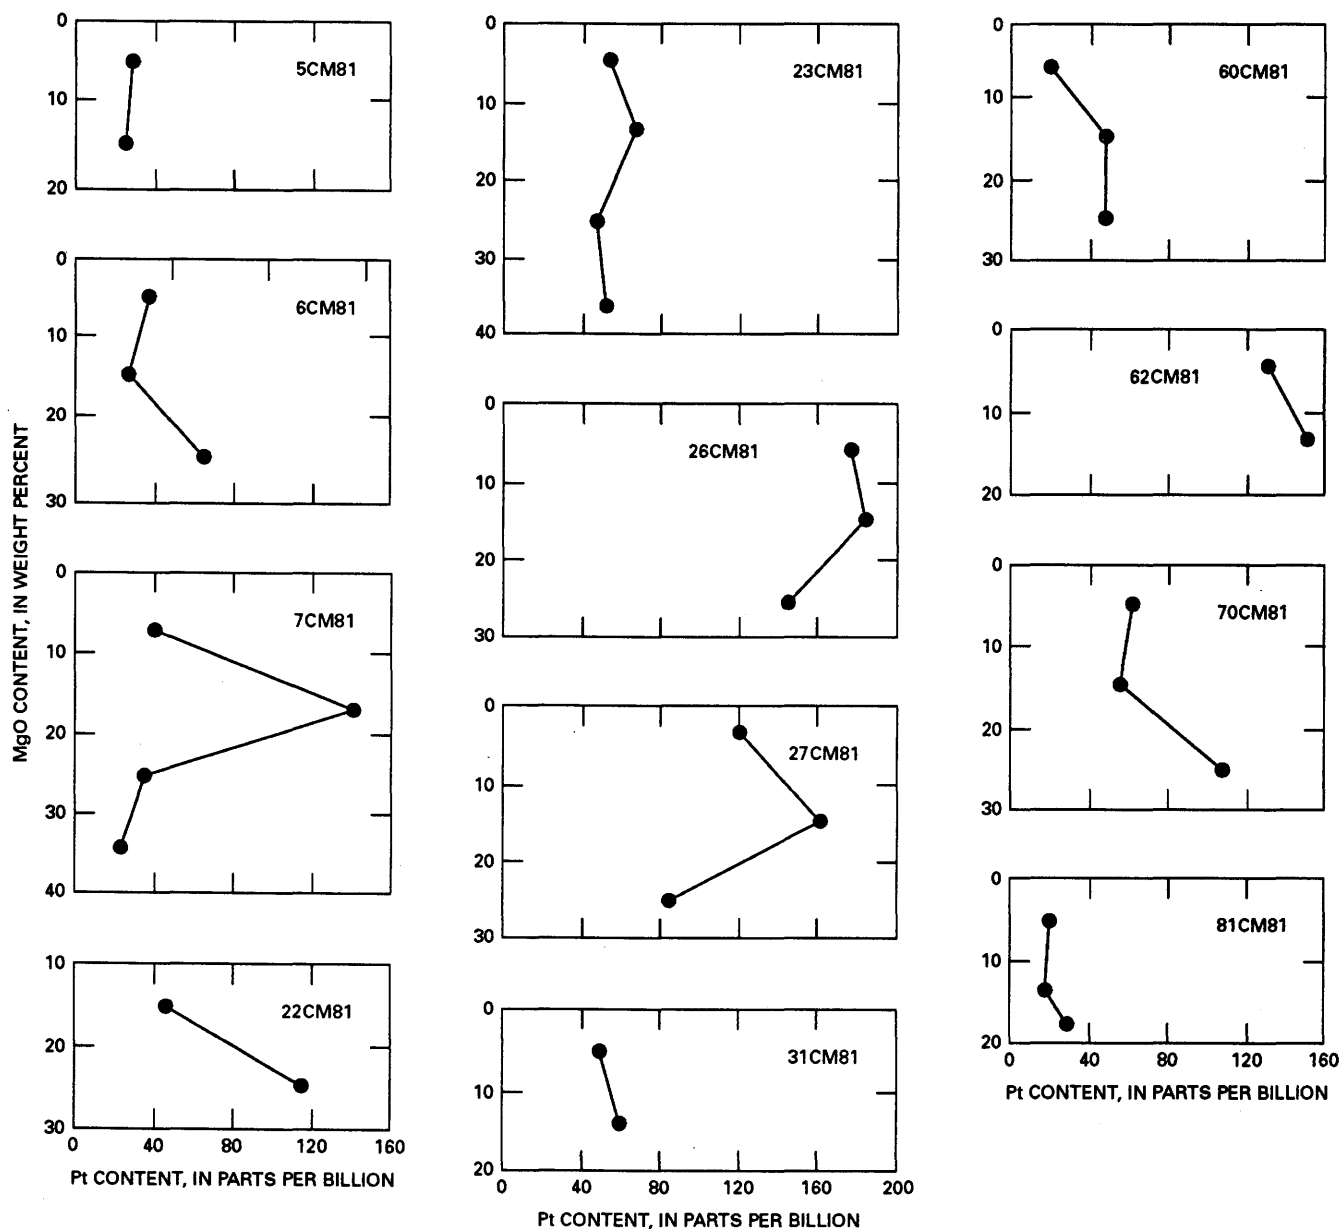 MgO CONTENT, IN WEIGHT PERCENT
0
10
20
5CM81
0
10
20
30
6CM81
0
10
20
30
40
7CM81
10
20
30
22CM81
0 40 80 120 160
Pt CONTENT, IN PARTS PER BILLION
0
10
20
30
40
23CM81
0
10
20
30
26CM81
0
10
20
30
27CM81
0
10
20
31CM81
0 40 80 120 160 200
Pt CONTENT, IN PARTS PER BILLION
0
10
20
30
60CM81
0
10
20
62CM81
0
10
20
30
70CM81
0
10
20
81CM81
0 40 80 120 160
Pt CONTENT, IN PARTS PER BILLION